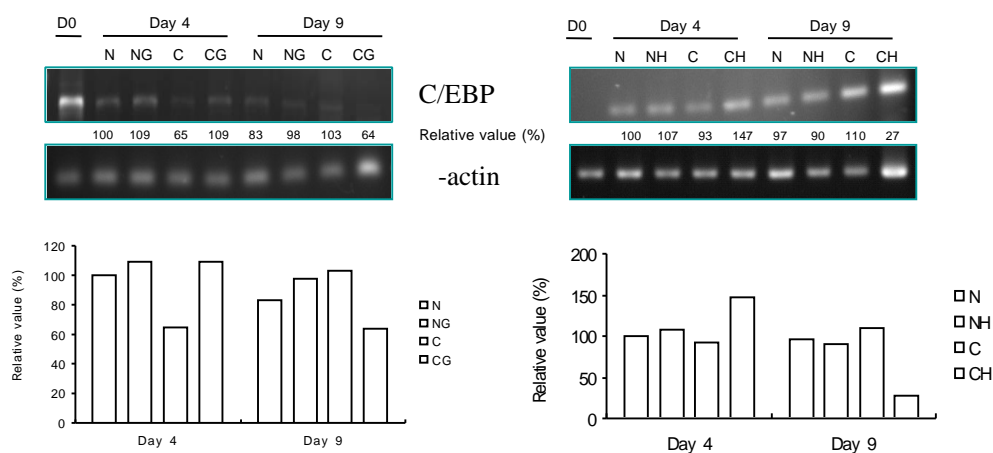 D0 Day 4 Day 9
N NG C CG N NG C CG
D0 Day 4 Day 9
N NH C CH N NH C CH
C/EBP
100 109 65 109 83 98 103 64
Relative value (%)
100 107 93 147 97 90 110 27
-actin
Relative value (%)
120
100
80
60
40
20
0
Day 4 Day 9
N
NG
C
CG
Relative value (%)
200
150
100
50
0
Day 4 Day 9
N
NH
C
CH